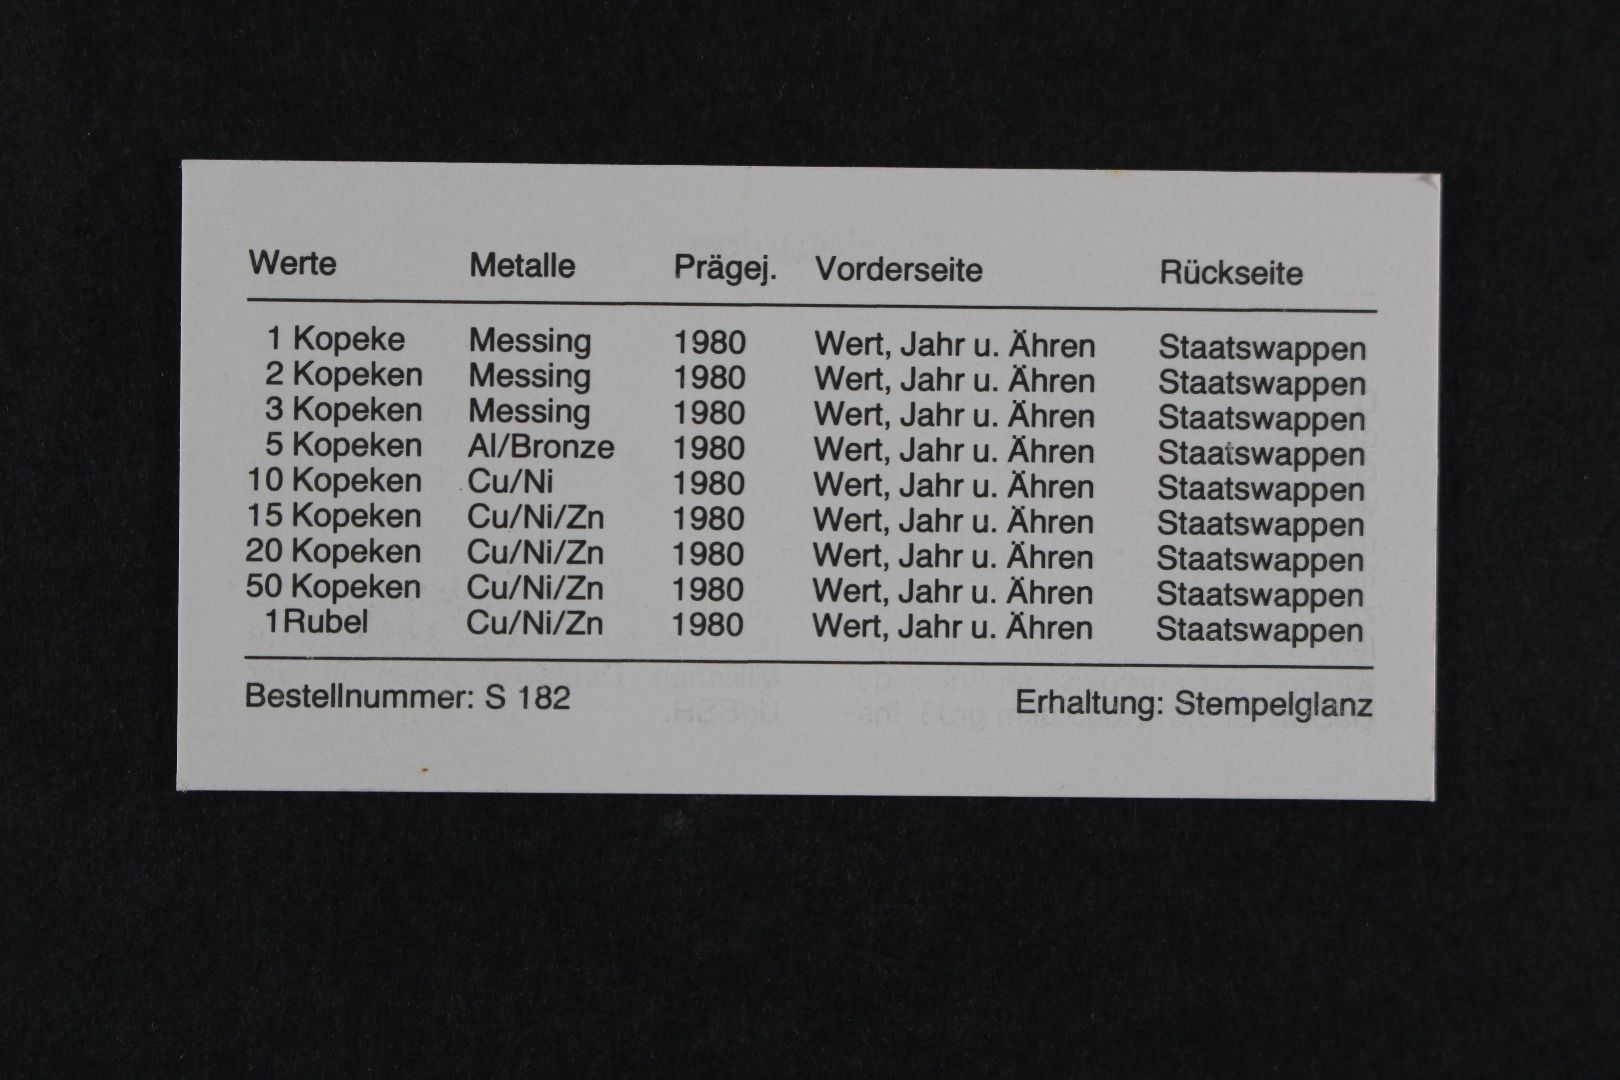 Werte Metalle Prägej. Vorderseite Rückseite
1 Kopeke Messing 1980 Wert, Jahr u. Ähren Staatswappen
2 Kopeken Messing 1980 Wert, Jahr u. Ähren Staatswappen
3 Kopeken Messing 1980 Wert, Jahr u. Ähren Staatswappen
5 Kopeken Al/Bronze 1980 Wert, Jahr u. Ähren Staatswappen
10 Kopeken Cu/Ni 1980 Wert, Jahr u. Ähren Staatswappen
15 Kopeken Cu/Ni/Zn 1980 Wert, Jahr u. Ähren Staatswappen
20 Kopeken Cu/Ni/Zn 1980 Wert, Jahr u. Ähren Staatswappen
50 Kopeken Cu/Ni/Zn 1980 Wert, Jahr u. Ähren Staatswappen
1 Rubel Cu/Ni/Zn 1980 Wert, Jahr u. Ähren Staatswappen
Bestellnummer: S 182 Erhaltung: Stempelglanz